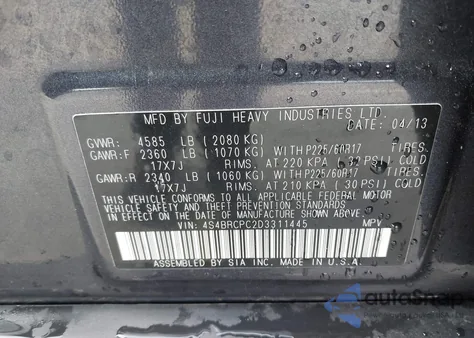 MFD BY FUJI HEAVY INDUSTRIES LTD.
DATE: 04/13
GVWR: 4585 LB (2080 KG)
GAWR:F 2360 LB (1070 KG) WITH P225/60R17
17X7J RIMS, AT 220 KPA (32 PSI) COLD
GAWR:R 2340 LB (1060 KG) WITH P225/60R17
17X7J RIMS, AT 210 KPA (30 PSI) COLD
THIS VEHICLE CONFORMS TO ALL APPLICABLE FEDERAL MOTOR
VEHICLE SAFETY AND
THEFT PREVENTION STANDARDS IN EFFECT ON THE
DATE OF MANUFACTURE SHOWN ABOVE.
VIN: 4S4BRCPC2D3311445 MPV
ASSEMBLED BY SIA INC. MADE IN U.S.A.
autoSnap